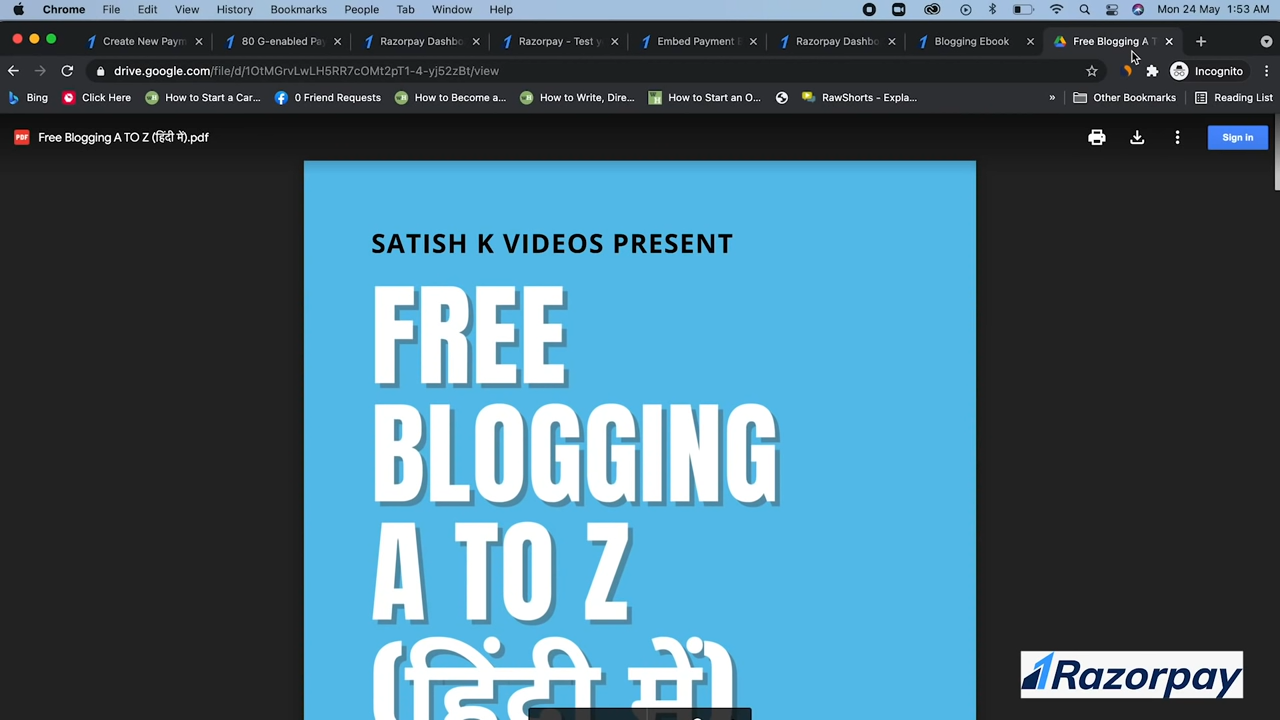 Chrome File Edit View History Bookmarks People Tab Window Help Mon 24 May 1:53 AM
Create New Paym 80 G-enabled Pa Razorpay Dashbo Razorpay - Test y Embed Payment Razorpay Dashb Blogging Ebook Free Blogging A T
drive.google.com/file/d/1OtMGrvLwLH5RR7cOMt2pT1-4-yj52zBt/view Incognito
Bing Click Here How to Start a Car... 0 Friend Requests How to Become a... How to Write, Dire... How to Start an O... RawShorts - Expla... » Other Bookmarks Reading List
PDF Free Blogging A TO Z (हिंदी में).pdf Sign in
SATISH K VIDEOS PRESENT
FREE
BLOGGING
A TO Z
(हिंदी में)
Razorpay